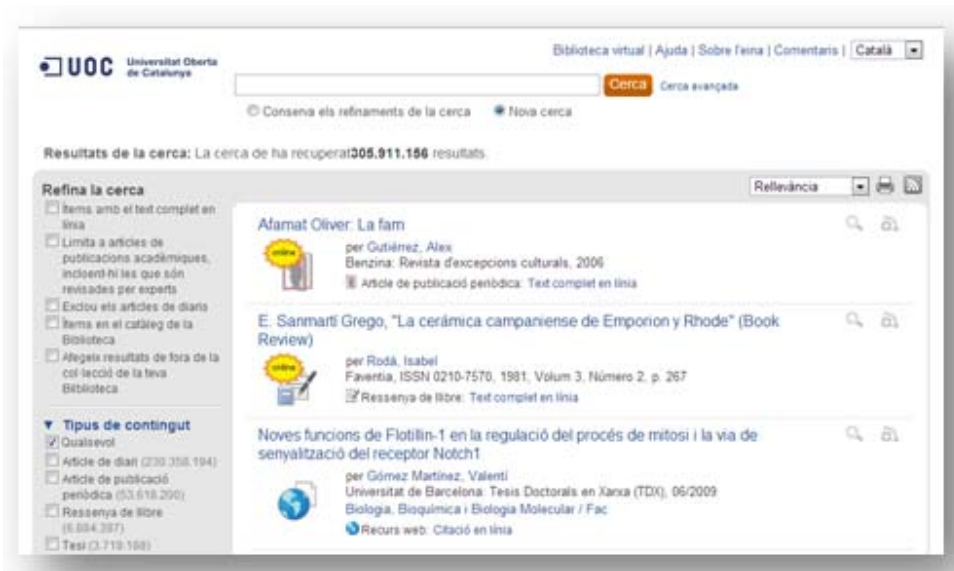 UOC Universitat Oberta
de Catalunya
Biblioteca virtual | Ajuda | Sobre l'eina | Comentaris | Català
Cerca Cerca avançada
Conserva els refinaments de la cerca Nova cerca
Resultats de la cerca: La cerca de ha recuperat305.911.156 resultats.
Refina la cerca
Ítems amb el text complet en
línia
Limita a articles de
publicacions acadèmiques,
incloent-hi les que són
revisades per experts
Exclou els articles de diaris
Ítems en el catàleg de la
Biblioteca
Afegeix resultats de fora de la
col·lecció de la teva
Biblioteca
Tipus de contingut
Qualsevol
Article de diari (230.358.194)
Article de publicació
periòdica (53.618.200)
Ressenya de llibre
(6.884.387)
Tesi (3.719.188)
Rellevància
Afamat Oliver: La fam
online
per Gutiérrez, Alex
Benzina: Revista d'excepcions culturals, 2006
Article de publicació periòdica: Text complet en línia
E. Sanmartí Grego, "La cerámica campaniense de Emporion y Rhode" (Book
Review)
online
per Rodà, Isabel
Faventia, ISSN 0210-7570, 1981, Volum 3, Número 2, p. 267
Ressenya de llibre: Text complet en línia
Noves funcions de Flotillin-1 en la regulació del procés de mitosi i la via de
senyalització del receptor Notch1
per Gómez Martínez, Valentí
Universitat de Barcelona: Tesis Doctorals en Xarxa (TDX), 06/2009
Biologia, Bioquímica i Biologia Molecular / Fac
Recurs web: Citació en línia